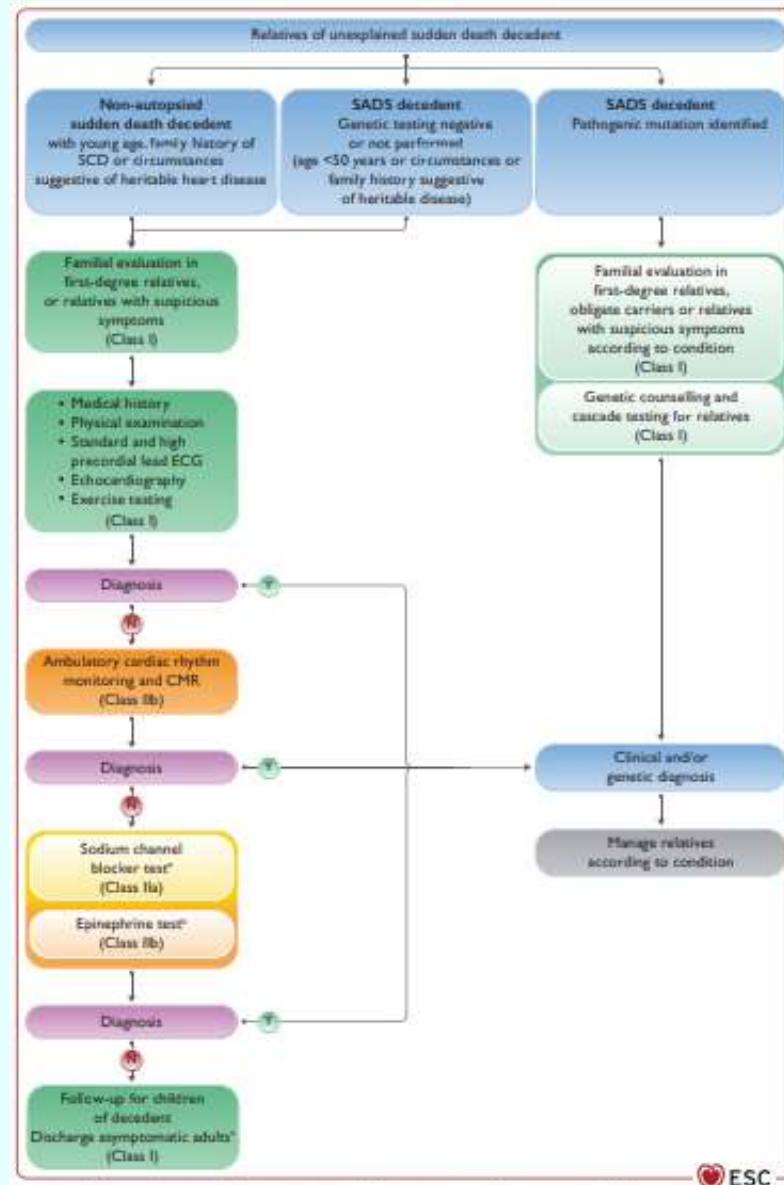 Relatives of unexplained sudden death decedent
Non-autopsied
sudden death decedent
with young age, family history of
SCD or circumstances
suggestive of heritable heart disease
SADS decedent
Genetic testing negative
or not performed
(age <50 years or circumstances or
family history suggestive
of heritable disease)
SADS decedent
Pathogenic mutation identified
Familial evaluation in
first-degree relatives,
or relatives with suspicious
symptoms
(Class I)
Familial evaluation in
first-degree relatives,
obligate carriers or relatives
with suspicious symptoms
according to condition
(Class I)
Genetic counselling and
cascade testing for relatives
(Class I)
• Medical history
• Physical examination
• Standard and high
precordial lead ECG
• Echocardiography
• Exercise testing
(Class I)
Diagnosis
Y
N
Ambulatory cardiac rhythm
monitoring and CMR
(Class IIb)
Diagnosis
Y
N
Clinical and/or
genetic diagnosis
Manage relatives
according to condition
Sodium channel
blocker test
(Class IIa)
Epinephrine test
(Class IIb)
Diagnosis
Y
N
Follow-up for children
of decedent
Discharge asymptomatic adults
(Class I)
ESC